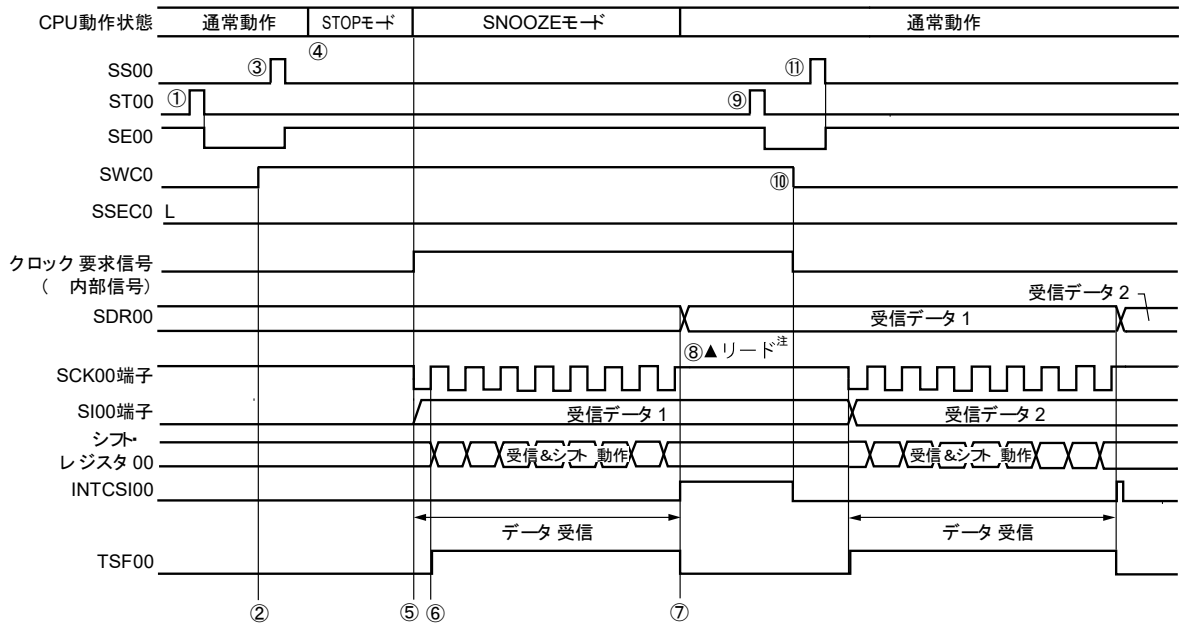 CPU動作状態 通常動作 STOPモード SNOOZEモード 通常動作
④
SS00 ③ ⑪
ST00 ① ⑨
SE00
SWC0 ⑩
SSEC0 L
クロック 要求信号
( 内部信号)
受信データ 2
SDR00 受信データ 1
⑧▲リード注
SCK00端子
SI00端子 受信データ 1 受信データ 2
シフト・
レジスタ 00 受信&シフト 動作 受信&シフト 動作
INTCSI00
データ 受信 データ 受信
TSF00
② ⑤ ⑥ ⑦